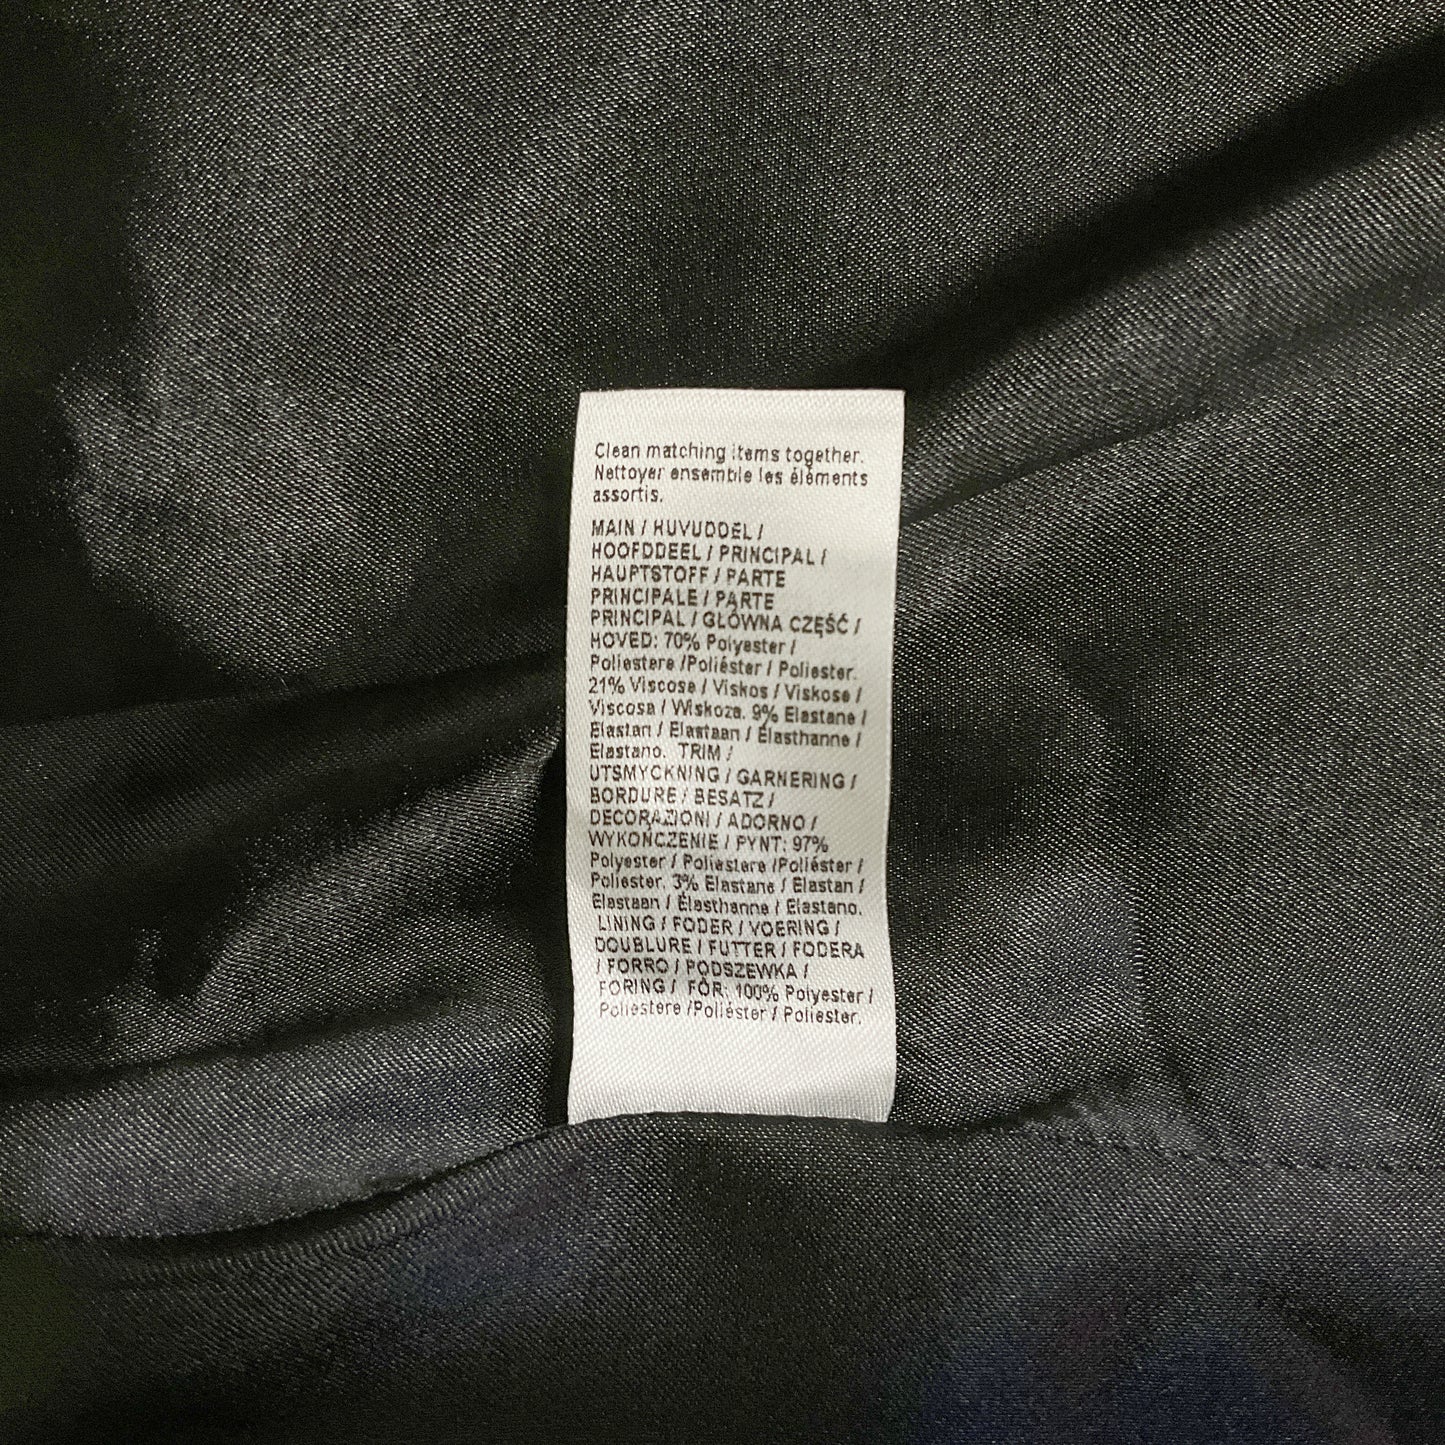 Clean matching items together.
Nettoyer ensemble les éléments
assortis.
MAIN / HUVUDDEL /
HOOFDDEEL / PRINCIPAL /
HAUPTSTOFF / PARTE
PRINCIPALE / PARTE
PRINCIPAL / GŁÓWNA CZĘŚĆ /
HOVED: 70% Polyester /
Poliestere /Poliéster / Poliester.
21% Viscose / Viskos / Viskose /
Viscosa / Wiskoza. 9% Elastane /
Elastan / Elastaan / Élasthanne /
Elastano. TRIM /
UTSMYCKNING / GARNERING /
BORDURE / BESATZ /
DECORAZIONI / ADORNO /
WYKOŃCZENIE / PYNT: 97%
Polyester / Poliestere /Poliéster /
Poliester. 3% Elastane / Elastan /
Elastaan / Élasthanne / Elastano.
LINING / FODER / VOERING /
DOUBLURE / FUTTER / FODERA
/ FORRO / PODSZEWKA /
FORING / FÔR: 100% Polyester /
Poliestere /Poliéster / Poliester.